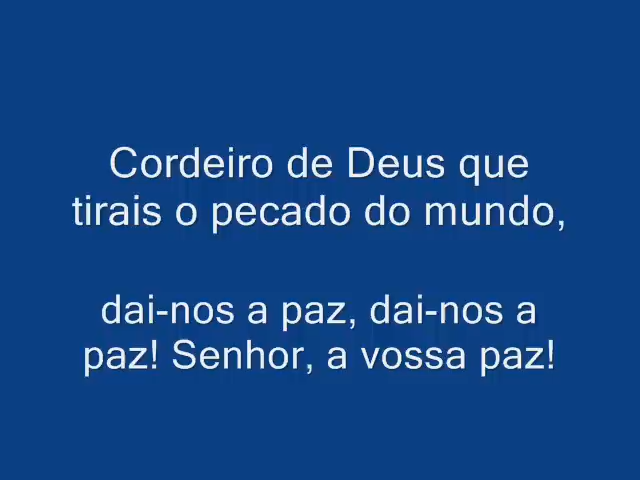 Cordeiro de Deus que
tirais o pecado do mundo,
dai-nos a paz, dai-nos a
paz! Senhor, a vossa paz!